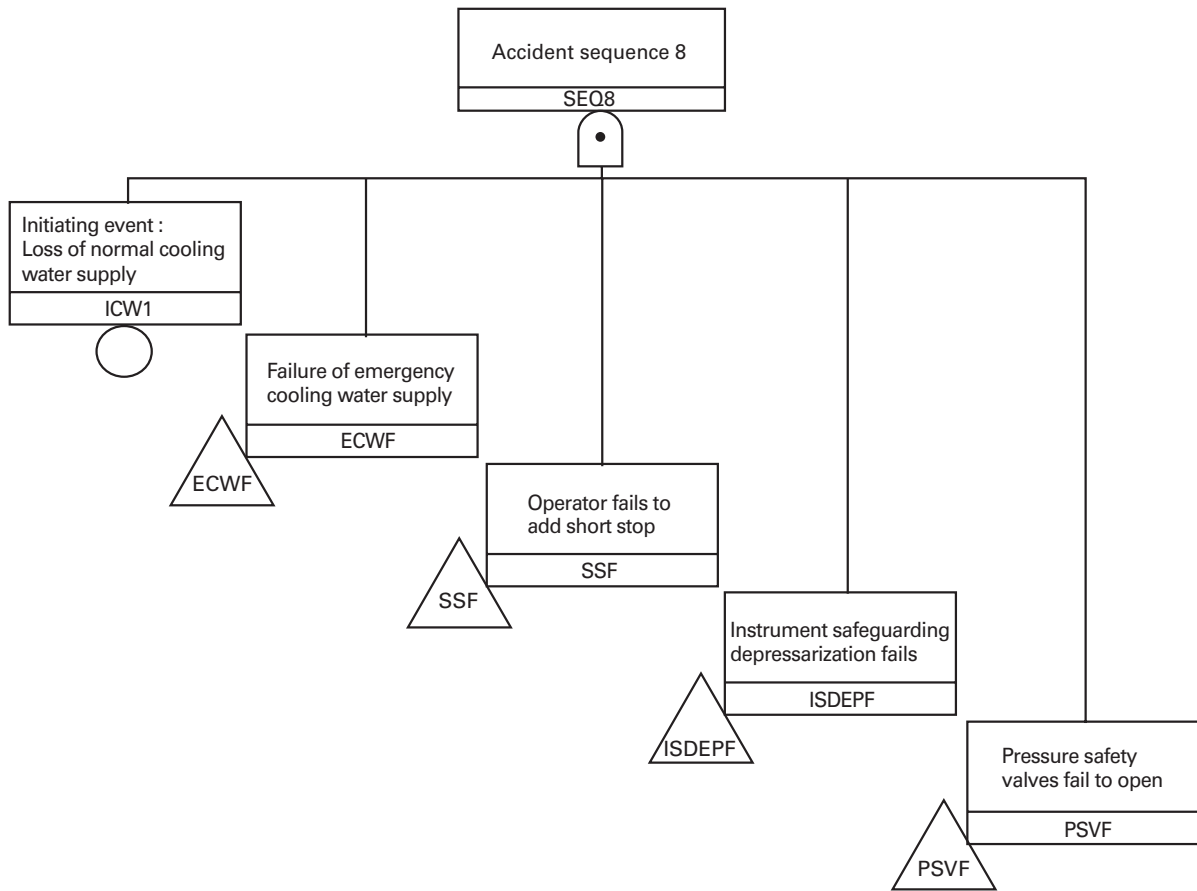 Accident sequence 8
SEQ8
Initiating event :
Loss of normal cooling
water supply
ICW1
Failure of emergency
cooling water supply
ECWF
ECWF
Operator fails to
add short stop
SSF
SSF
Instrument safeguarding
depressarization fails
ISDEPF
ISDEPF
Pressure safety
valves fail to open
PSVF
PSVF